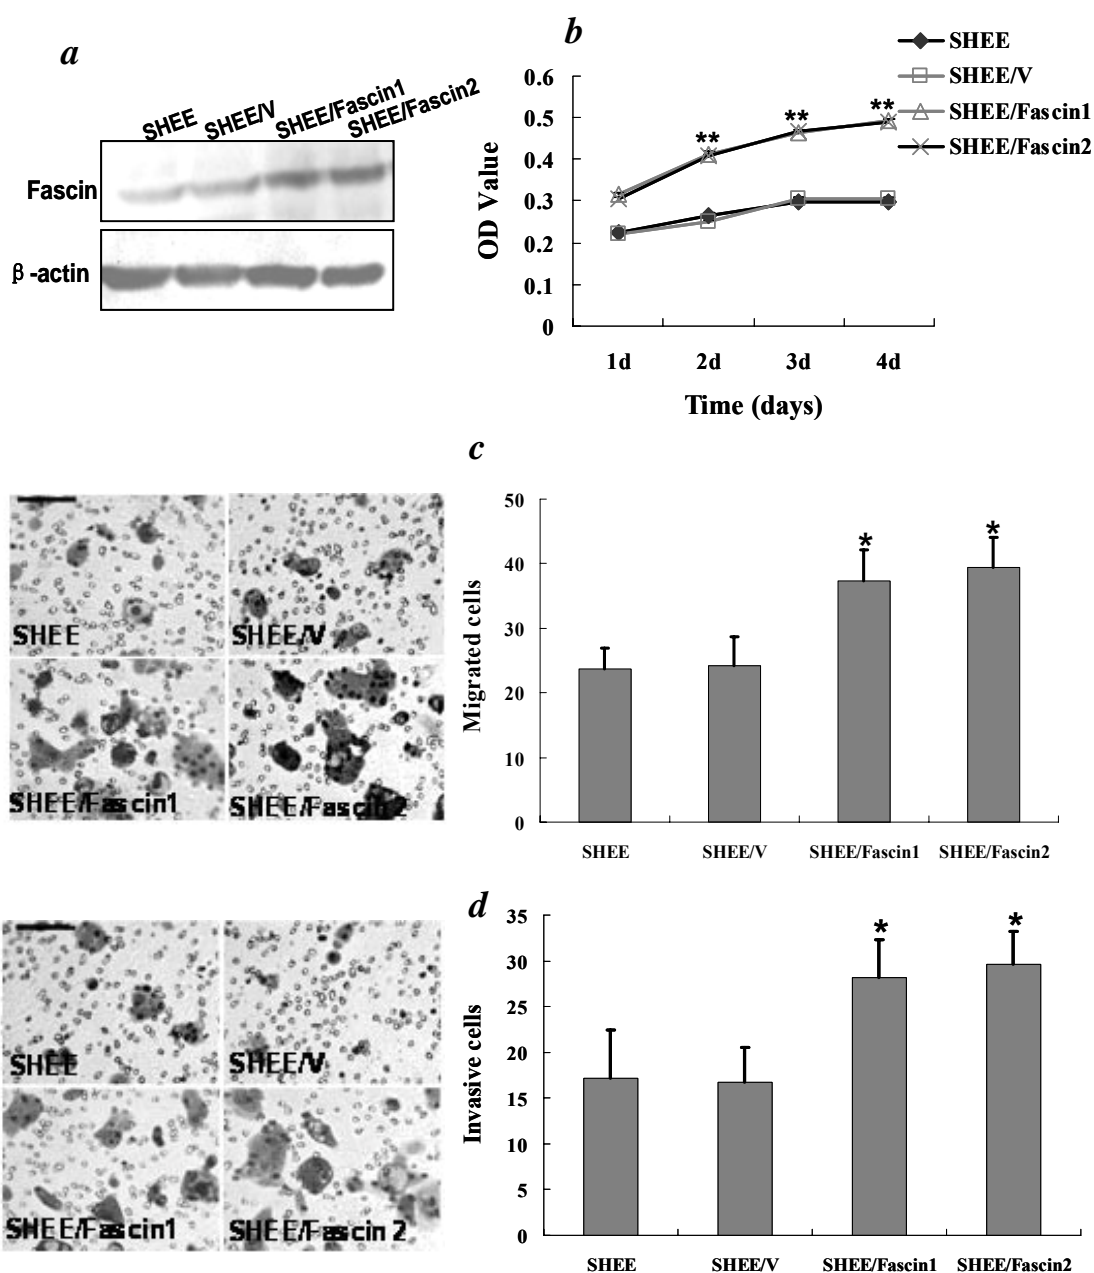 a
SHEE SHEE/V SHEE/Fascin1 SHEE/Fascin2
Fascin
β-actin
b
SHEE
SHEE/V
SHEE/Fascin1
SHEE/Fascin2
0.6
0.5
0.4
0.3
0.2
0.1
0
OD Value
** ** **
1d 2d 3d 4d
Time (days)
c
SHEE SHEE/V
SHEE/Fascin1 SHEE/Fascin2
50
40
30
20
10
0
Migrated cells
* *
SHEE SHEE/V SHEE/Fascin1 SHEE/Fascin2
d
SHEE SHEE/V
SHEE/Fascin1 SHEE/Fascin2
35
30
25
20
15
10
5
0
Invasive cells
* *
SHEE SHEE/V SHEE/Fascin1 SHEE/Fascin2